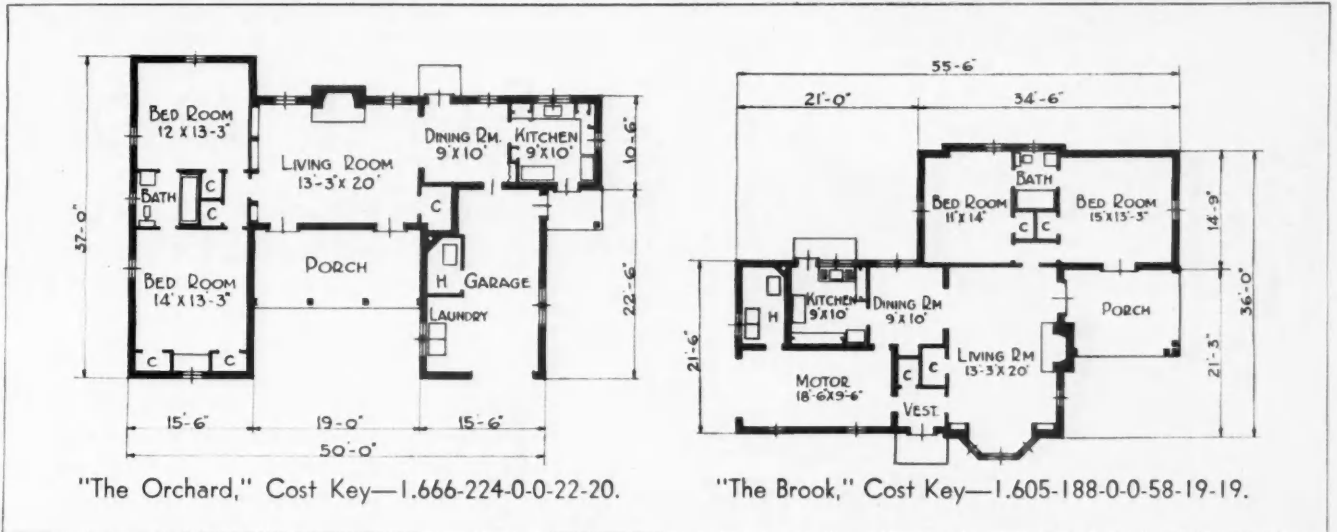 BED ROOM
12 X 13'-3"
LIVING ROOM
13'-3" X 20'
DINING RM.
9' X 10'
KITCHEN
9' X 10'
10'-6"
BATH
C
C
C
37'-0"
BED ROOM
14' X 13'-3"
PORCH
H
GARAGE
LAUNDRY
22'-6"
C
C
15'-6"
19'-0"
15'-6"
50'-0"
"The Orchard," Cost Key—1.666-224-0-0-22-20.
55'-6"
21'-0"
34'-6"
BATH
BED ROOM
11' X 14'
BED ROOM
15' X 13'-3"
C
C
14'-9"
36'-0"
H
KITCHEN
9' X 10'
DINING RM
9' X 10'
PORCH
21'-6"
C
C
LIVING RM
13'-3" X 20'
21'-3"
MOTOR
18'-6" X 9'-6"
VEST.
"The Brook," Cost Key—1.605-188-0-0-58-19-19.